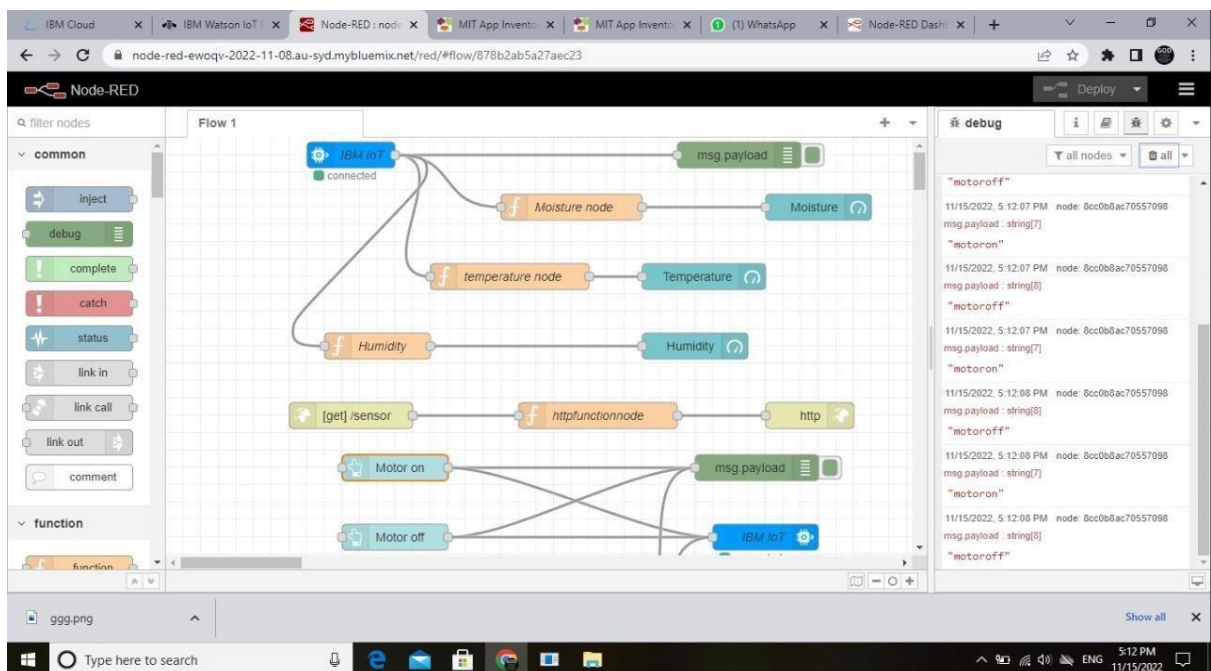 IBM Cloud
IBM Watson IoT
Node-RED : node
MIT App Invento
MIT App Invento
(1) WhatsApp
Node-RED Dash
node-red-ewoqv-2022-11-08.au-syd.mybluemix.net/red/#flow/878b2ab5a27aec23
Node-RED
Deploy
filter nodes
Flow 1
debug
i
common
all nodes
all
inject
debug
complete
catch
status
link in
link call
link out
comment
function
function
IBM IoT
connected
msg.payload
Moisture node
Moisture
temperature node
Temperature
Humidity
Humidity
[get] /sensor
httpfunctionnode
http
Motor on
msg.payload
Motor off
IBM IoT
"motoroff"
11/15/2022, 5:12:07 PM node: 8cc0b8ac70557098
msg.payload : string[7]
"motoron"
11/15/2022, 5:12:07 PM node: 8cc0b8ac70557098
msg.payload : string[8]
"motoroff"
11/15/2022, 5:12:07 PM node: 8cc0b8ac70557098
msg.payload : string[7]
"motoron"
11/15/2022, 5:12:08 PM node: 8cc0b8ac70557098
msg.payload : string[8]
"motoroff"
11/15/2022, 5:12:08 PM node: 8cc0b8ac70557098
msg.payload : string[7]
"motoron"
11/15/2022, 5:12:08 PM node: 8cc0b8ac70557098
msg.payload : string[8]
"motoroff"
ggg.png
Show all
Type here to search
ENG
5:12 PM
11/15/2022